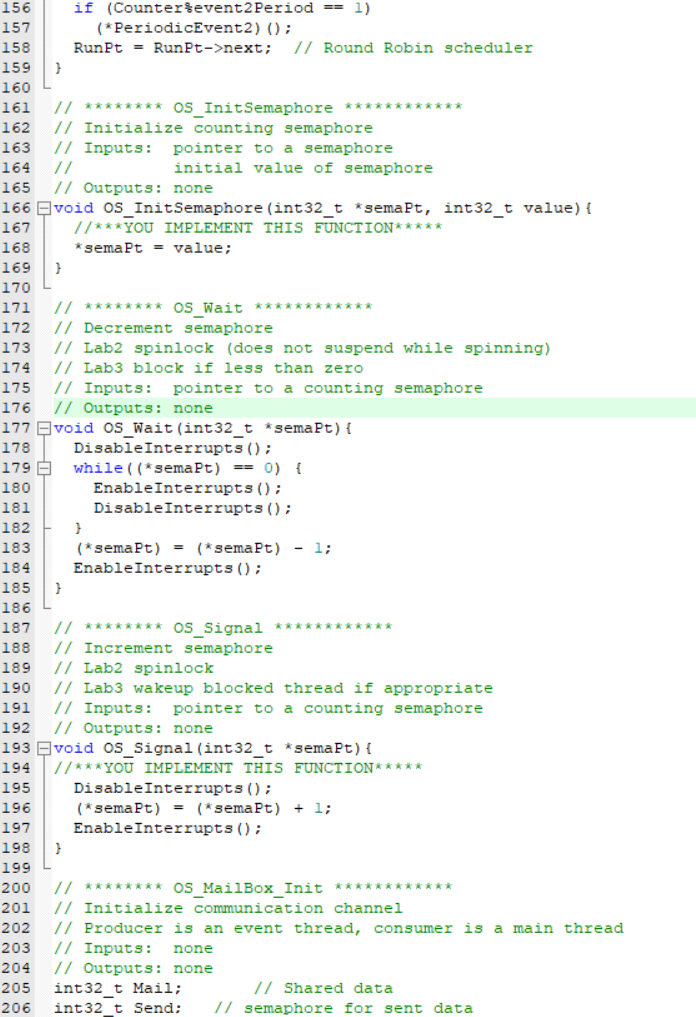 156 if (Counter%event2Period == 1)
157 (*PeriodicEvent2)();
158 RunPt = RunPt->next; // Round Robin scheduler
159 }
160
161 // ******** OS_InitSemaphore ************
162 // Initialize counting semaphore
163 // Inputs: pointer to a semaphore
164 // initial value of semaphore
165 // Outputs: none
166 void OS_InitSemaphore(int32_t *semaPt, int32_t value){
167 //***YOU IMPLEMENT THIS FUNCTION*****
168 *semaPt = value;
169 }
170
171 // ******** OS_Wait ************
172 // Decrement semaphore
173 // Lab2 spinlock (does not suspend while spinning)
174 // Lab3 block if less than zero
175 // Inputs: pointer to a counting semaphore
176 // Outputs: none
177 void OS_Wait(int32_t *semaPt){
178 DisableInterrupts();
179 while((*semaPt) == 0) {
180 EnableInterrupts();
181 DisableInterrupts();
182 }
183 (*semaPt) = (*semaPt) - 1;
184 EnableInterrupts();
185 }
186
187 // ******** OS_Signal ************
188 // Increment semaphore
189 // Lab2 spinlock
190 // Lab3 wakeup blocked thread if appropriate
191 // Inputs: pointer to a counting semaphore
192 // Outputs: none
193 void OS_Signal(int32_t *semaPt){
194 //***YOU IMPLEMENT THIS FUNCTION*****
195 DisableInterrupts();
196 (*semaPt) = (*semaPt) + 1;
197 EnableInterrupts();
198 }
199
200 // ******** OS_MailBox_Init ************
201 // Initialize communication channel
202 // Producer is an event thread, consumer is a main thread
203 // Inputs: none
204 // Outputs: none
205 int32_t Mail; // Shared data
206 int32_t Send; // semaphore for sent data